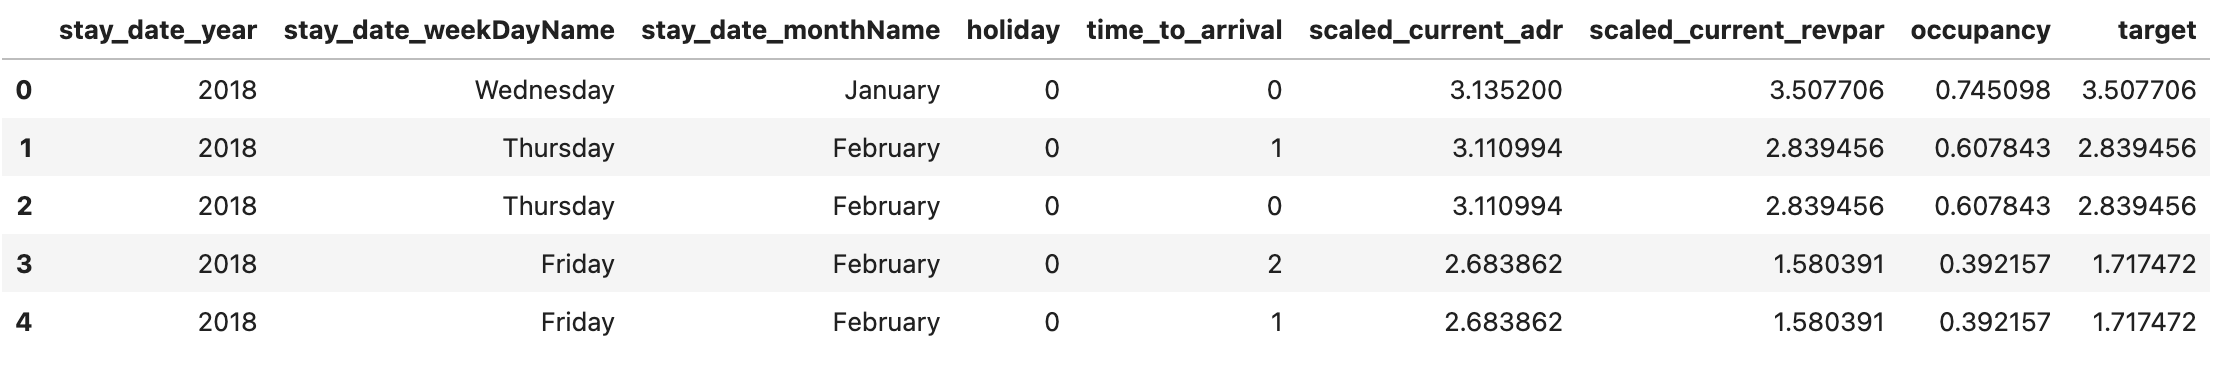 stay_date_year stay_date_weekDayName stay_date_monthName holiday time_to_arrival scaled_current_adr scaled_current_revpar occupancy target
0 2018 Wednesday January 0 0 3.135200 3.507706 0.745098 3.507706
1 2018 Thursday February 0 1 3.110994 2.839456 0.607843 2.839456
2 2018 Thursday February 0 0 3.110994 2.839456 0.607843 2.839456
3 2018 Friday February 0 2 2.683862 1.580391 0.392157 1.717472
4 2018 Friday February 0 1 2.683862 1.580391 0.392157 1.717472